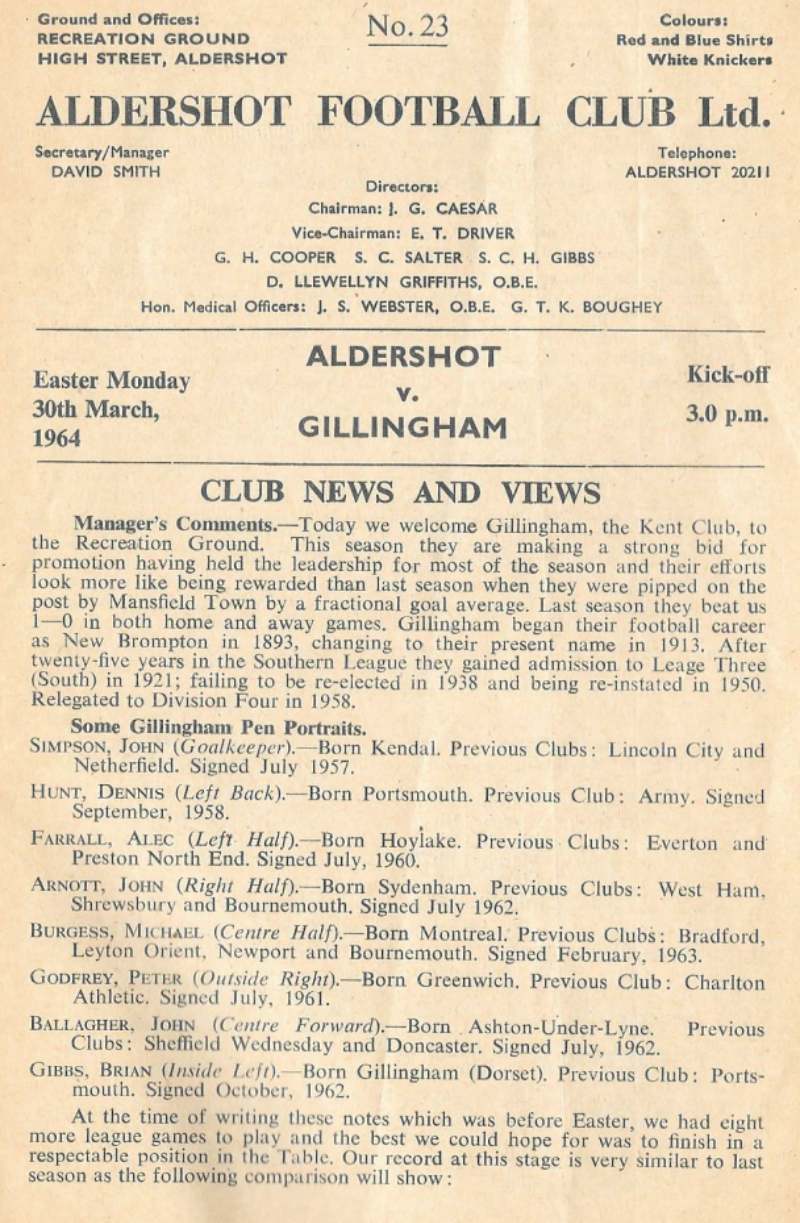 Ground and Offices:
RECREATION GROUND
HIGH STREET, ALDERSHOT
No. 23
Colours:
Red and Blue Shirts
White Knickers
ALDERSHOT FOOTBALL CLUB Ltd.
Secretary/Manager
DAVID SMITH
Telephone:
ALDERSHOT 20211
Directors:
Chairman: J. G. CAESAR
Vice-Chairman: E. T. DRIVER
G. H. COOPER S. C. SALTER S. C. H. GIBBS
D. LLEWELLYN GRIFFITHS, O.B.E.
Hon. Medical Officers: J. S. WEBSTER, O.B.E. G. T. K. BOUGHEY
Easter Monday
30th March,
1964
ALDERSHOT
v.
GILLINGHAM
Kick-off
3.0 p.m.
CLUB NEWS AND VIEWS
Manager's Comments.—Today we welcome Gillingham, the Kent Club, to
the Recreation Ground. This season they are making a strong bid for
promotion having held the leadership for most of the season and their efforts
look more like being rewarded than last season when they were pipped on the
post by Mansfield Town by a fractional goal average. Last season they beat us
1—0 in both home and away games. Gillingham began their football career
as New Brompton in 1893, changing to their present name in 1913. After
twenty-five years in the Southern League they gained admission to Leage Three
(South) in 1921; failing to be re-elected in 1938 and being re-instated in 1950.
Relegated to Division Four in 1958.
Some Gillingham Pen Portraits.
SIMPSON, JOHN (Goalkeeper).—Born Kendal. Previous Clubs: Lincoln City and
Netherfield. Signed July 1957.
HUNT, DENNIS (Left Back).—Born Portsmouth. Previous Club: Army. Signed
September, 1958.
FARRALL, ALEC (Left Half).—Born Hoylake. Previous Clubs: Everton and
Preston North End. Signed July, 1960.
ARNOTT, JOHN (Right Half).—Born Sydenham. Previous Clubs: West Ham,
Shrewsbury and Bournemouth. Signed July 1962.
BURGESS, MICHAEL (Centre Half).—Born Montreal. Previous Clubs: Bradford,
Leyton Orient, Newport and Bournemouth. Signed February, 1963.
GODFREY, PETER (Outside Right).—Born Greenwich. Previous Club: Charlton
Athletic. Signed July, 1961.
BALLAGHER, JOHN (Centre Forward).—Born Ashton-Under-Lyne. Previous
Clubs: Sheffield Wednesday and Doncaster. Signed July, 1962.
GIBBS, BRIAN (Inside Left).—Born Gillingham (Dorset). Previous Club: Ports-
mouth. Signed October, 1962.
At the time of writing these notes which was before Easter, we had eight
more league games to play and the best we could hope for was to finish in a
respectable position in the Table. Our record at this stage is very similar to last
season as the following comparison will show: